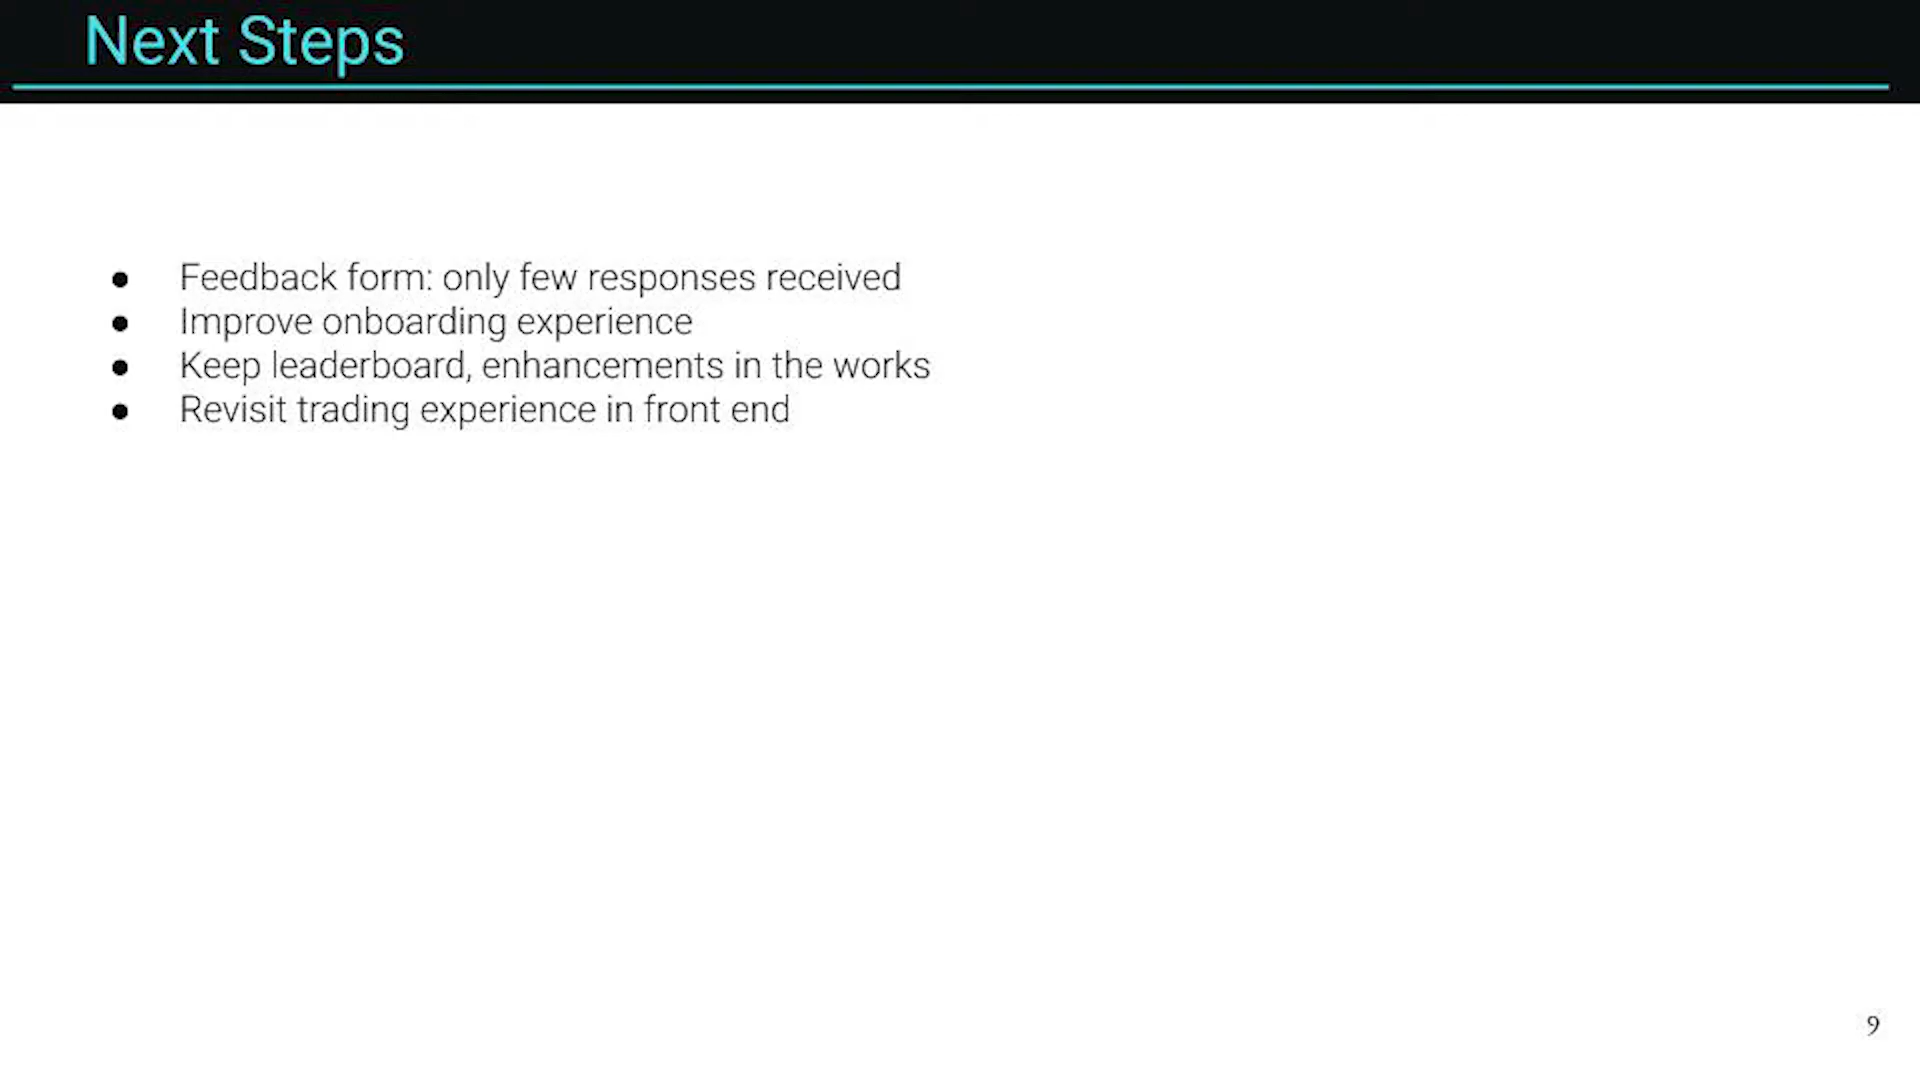 Next Steps
● Feedback form: only few responses received
● Improve onboarding experience
● Keep leaderboard, enhancements in the works
● Revisit trading experience in front end
9